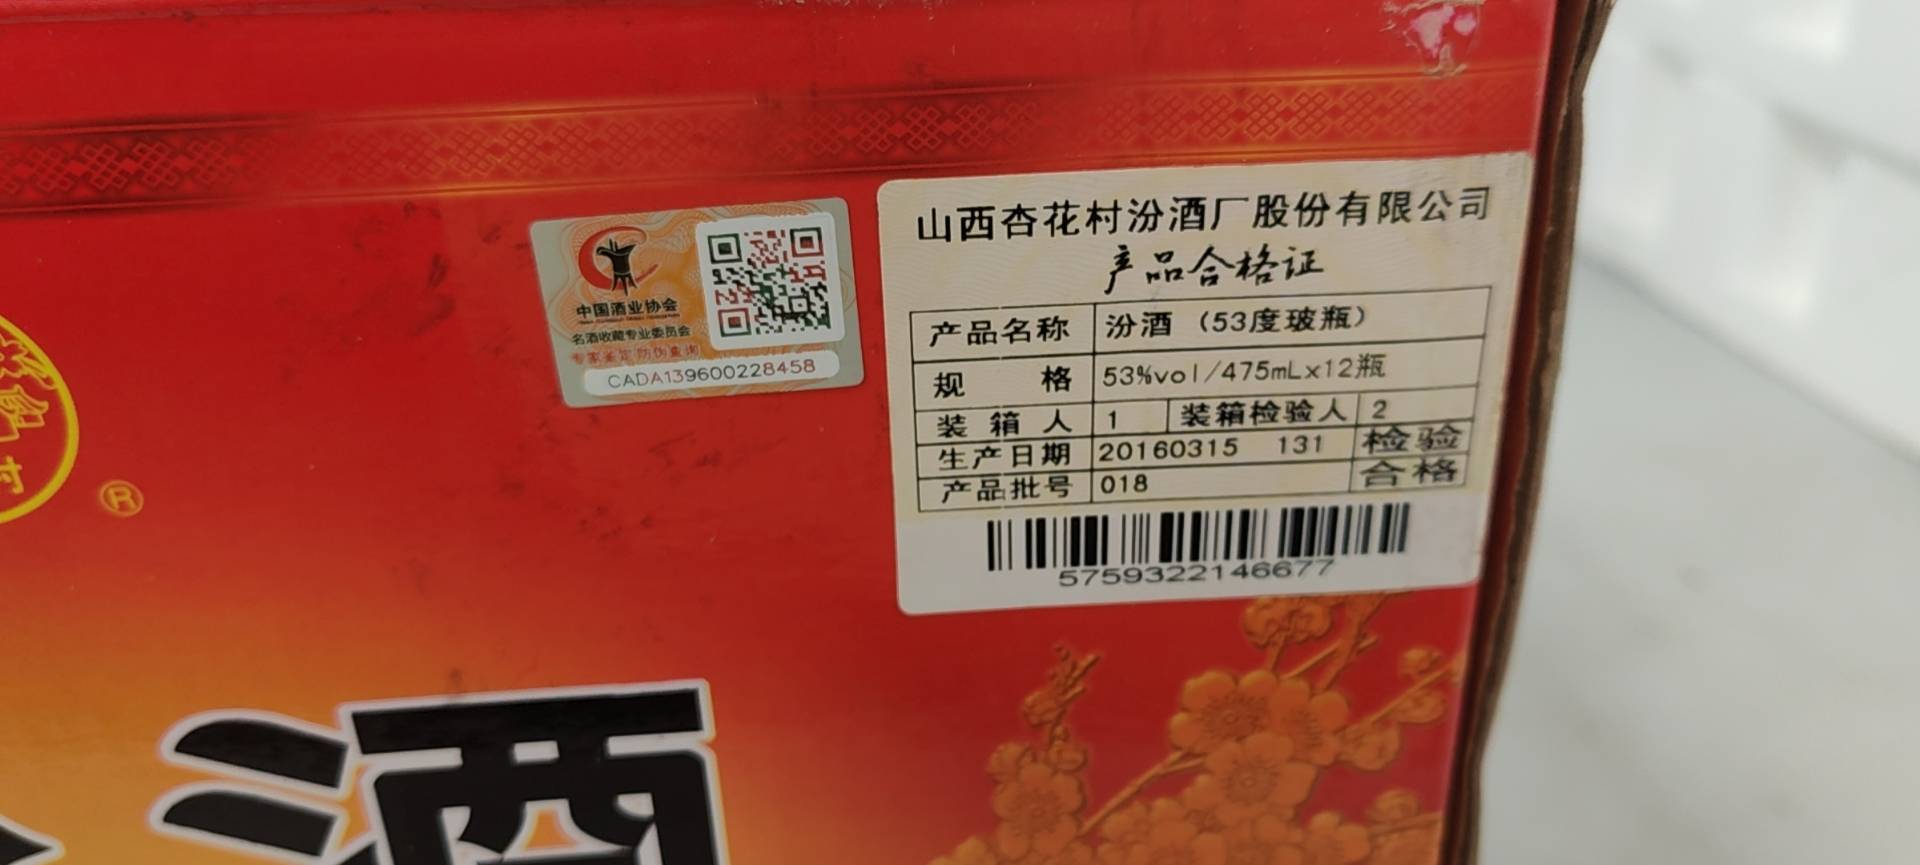 山西杏花村汾酒厂股份有限公司
产品合格证
产品名称 汾酒（53度玻瓶）
规 格 53%vol/475mLx12瓶
装箱人 1 装箱检验人 2
生产日期 20160315 131 检验
产品批号 018 合格
5759322146677
中国酒业协会
名酒收藏专业委员会
专家鉴定 防伪查询
CADA139600228458
村
®
酒